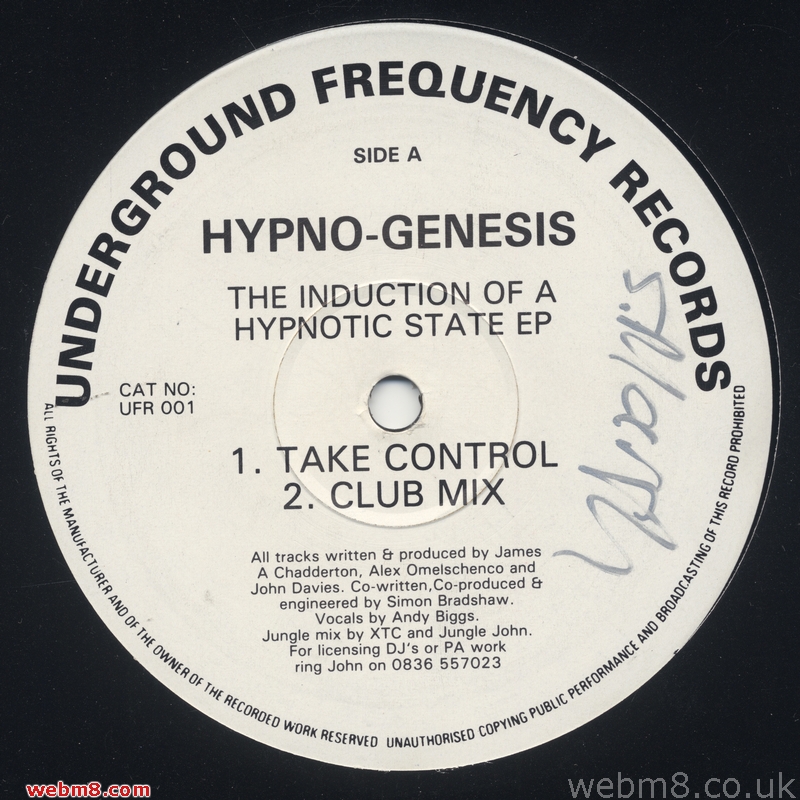 UNDERGROUND FREQUENCY RECORDS
SIDE A
HYPNO-GENESIS
THE INDUCTION OF A
HYPNOTIC STATE EP
CAT NO:
UFR 001
1. TAKE CONTROL
2. CLUB MIX
All tracks written & produced by James
A Chadderton, Alex Omelschenco and
John Davies. Co-written,Co-produced &
engineered by Simon Bradshaw.
Vocals by Andy Biggs.
Jungle mix by XTC and Jungle John.
For licensing DJ's or PA work
ring John on 0836 557023
ALL RIGHTS OF THE MANUFACTURER AND OF THE OWNER OF THE RECORDED WORK RESERVED UNAUTHORISED COPYING PUBLIC PERFORMANCE AND BROADCASTING OF THIS RECORD PROHIBITED
webm8.com
webm8.co.uk